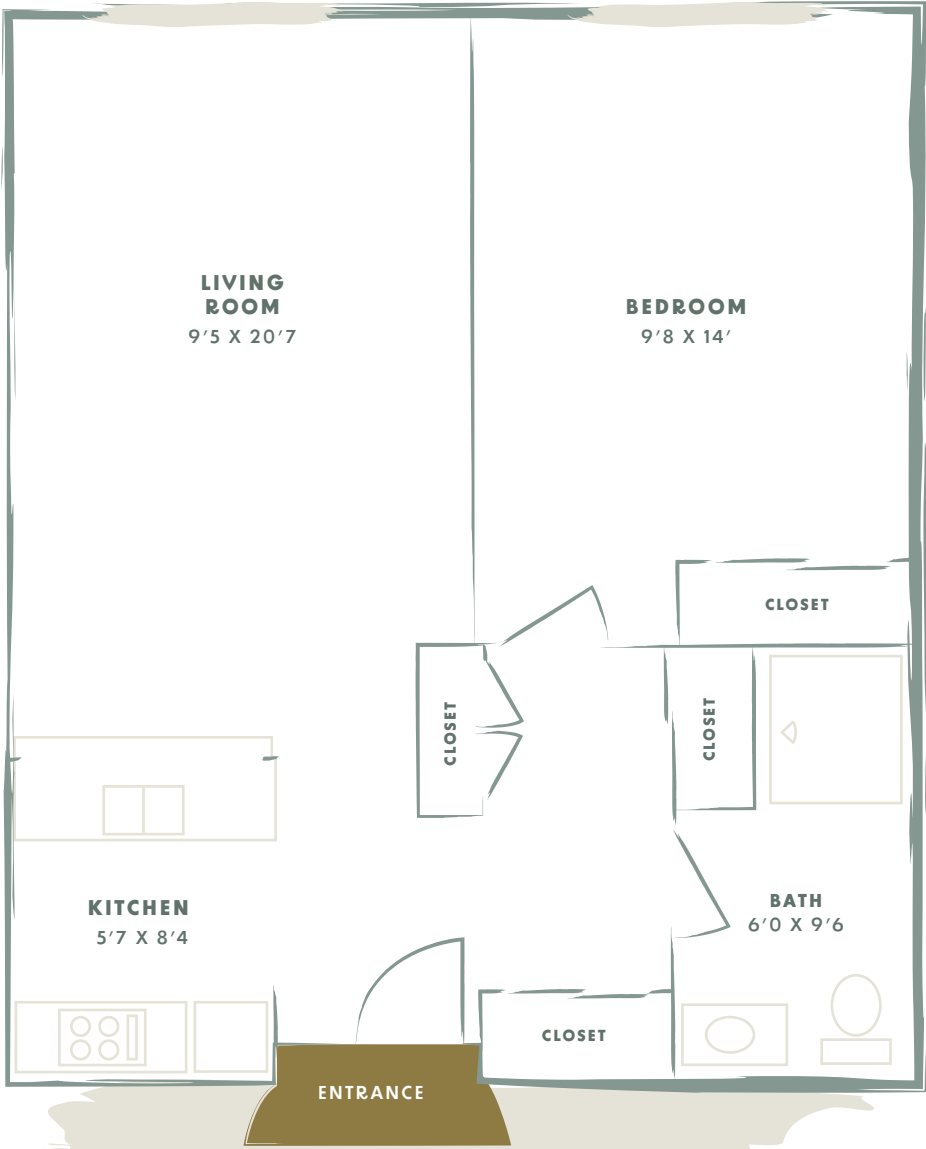 LIVING
ROOM
9'5 X 20'7
BEDROOM
9'8 X 14'
CLOSET
CLOSET
CLOSET
KITCHEN
5'7 X 8'4
BATH
6'0 X 9'6
CLOSET
ENTRANCE